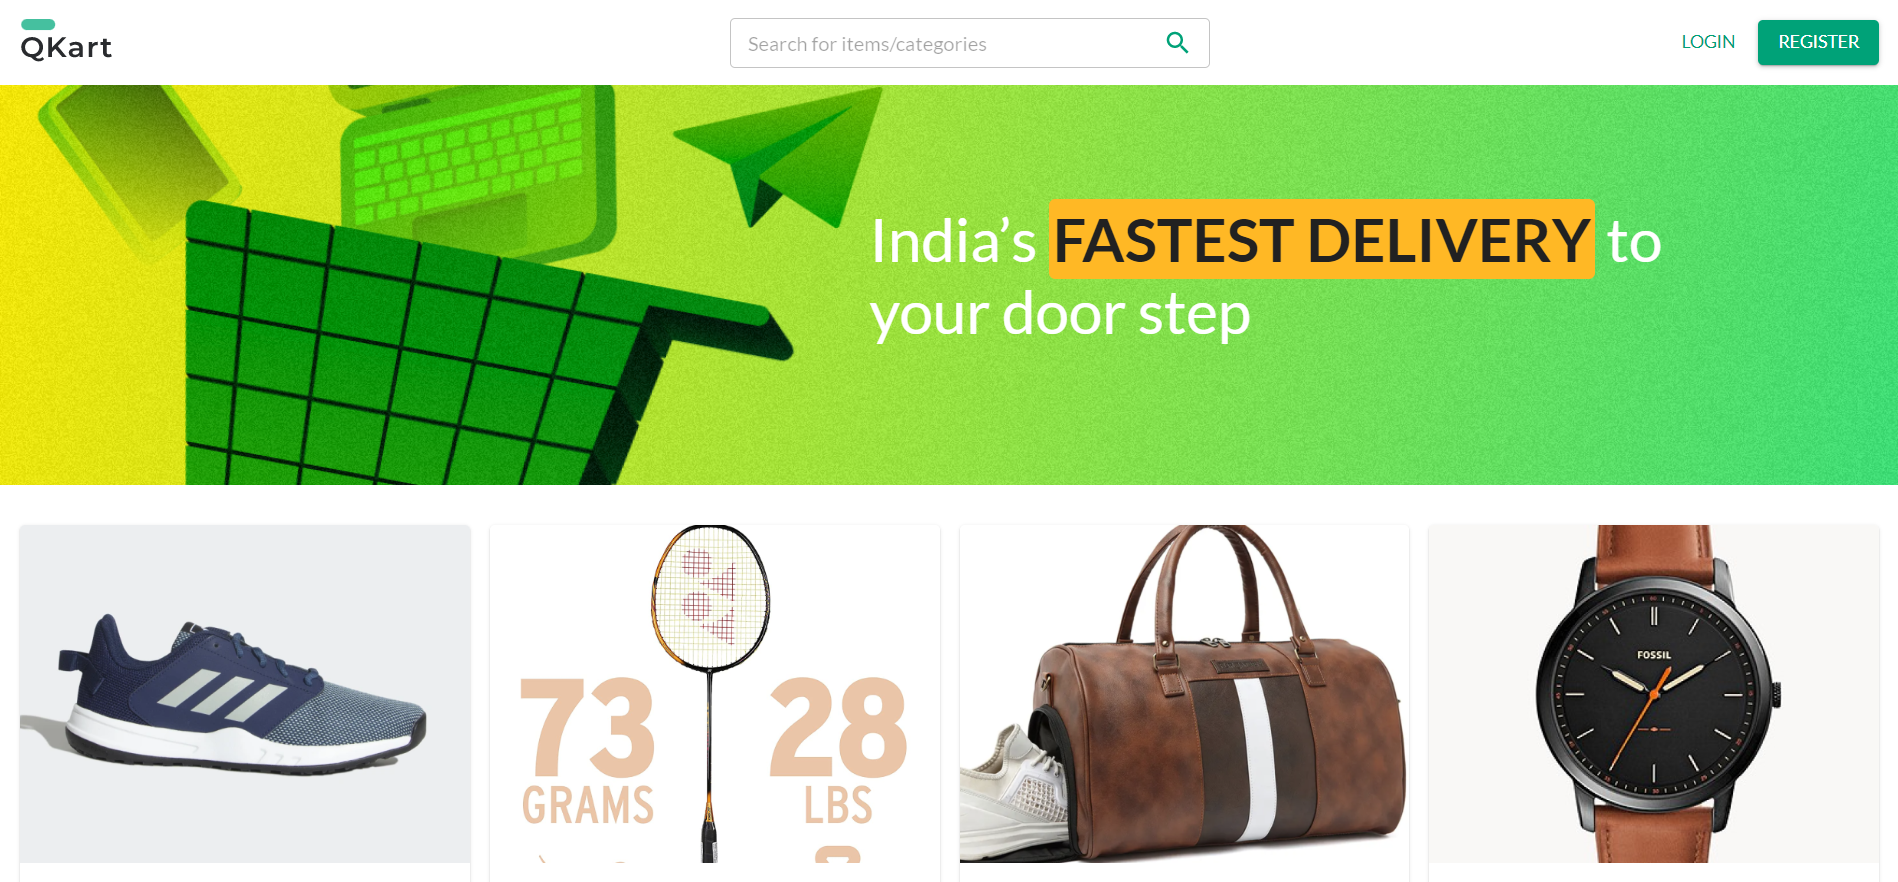 QKart
Search for items/categories
LOGIN
REGISTER
India’s FASTEST DELIVERY to
your door step
73
GRAMS
28
LBS
FOSSIL